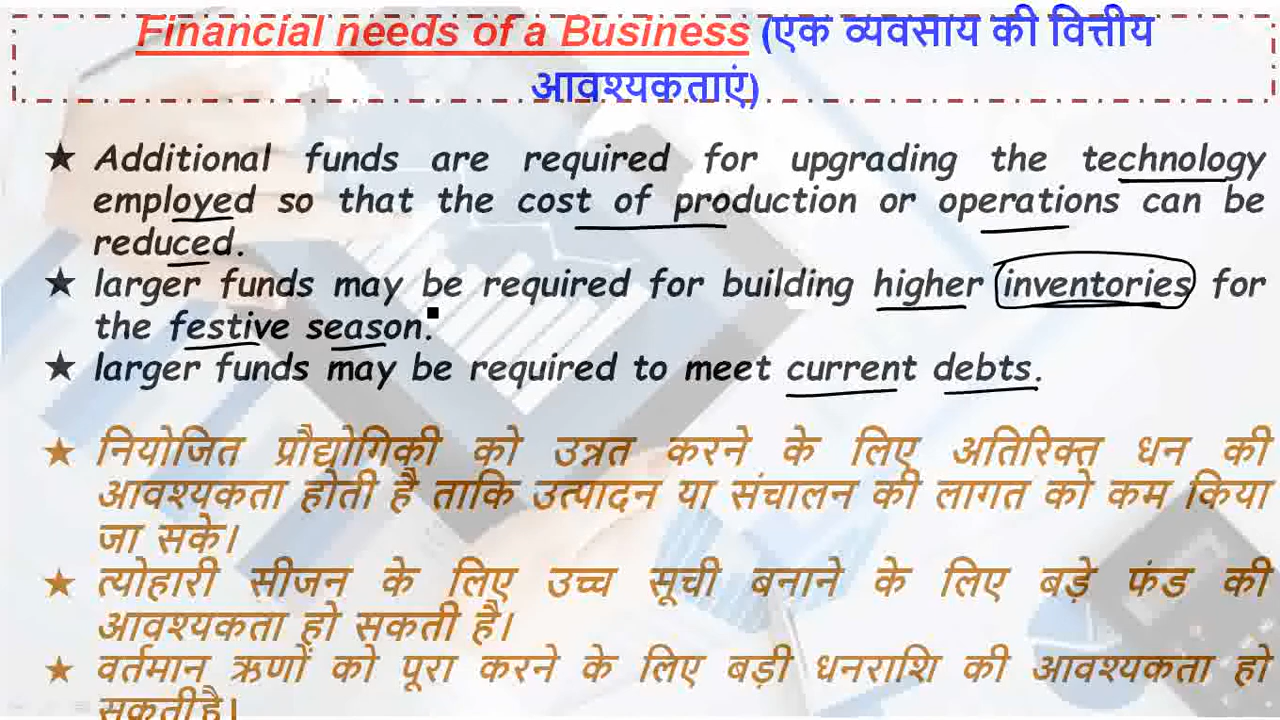 Financial needs of a Business (एक व्यवसाय की वित्तीय
आवश्यकताएं)
★ Additional funds are required for upgrading the technology
employed so that the cost of production or operations can be
reduced.
★ larger funds may be required for building higher inventories for
the festive season.
★ larger funds may be required to meet current debts.
★ नियोजित प्रौद्योगिकी को उन्नत करने के लिए अतिरिक्त धन की
आवश्यकता होती है ताकि उत्पादन या संचालन की लागत को कम किया
जा सके।
★ त्योहारी सीजन के लिए उच्च सूची बनाने के लिए बड़े फंड की
आवश्यकता हो सकती है।
★ वर्तमान ऋणों को पूरा करने के लिए बड़ी धनराशि की आवश्यकता हो
सकतीहै।